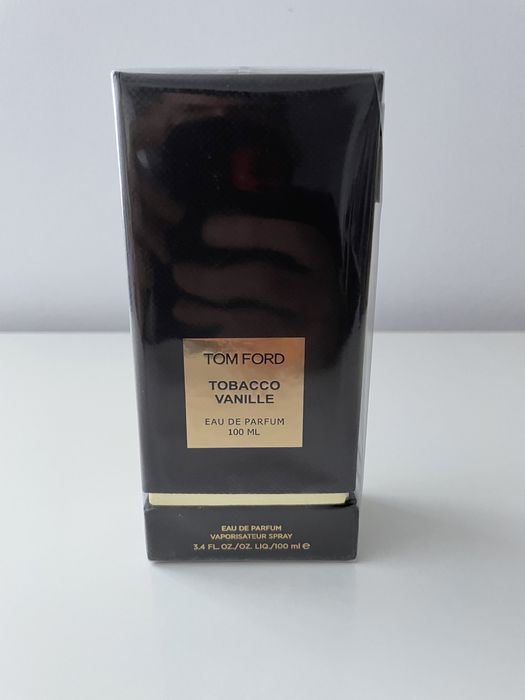 TOM FORD
TOBACCO
VANILLE
EAU DE PARFUM
100 ML
EAU DE PARFUM
VAPORISATEUR SPRAY
3.4 FL. OZ./OZ. LIQ./100 ml ℮